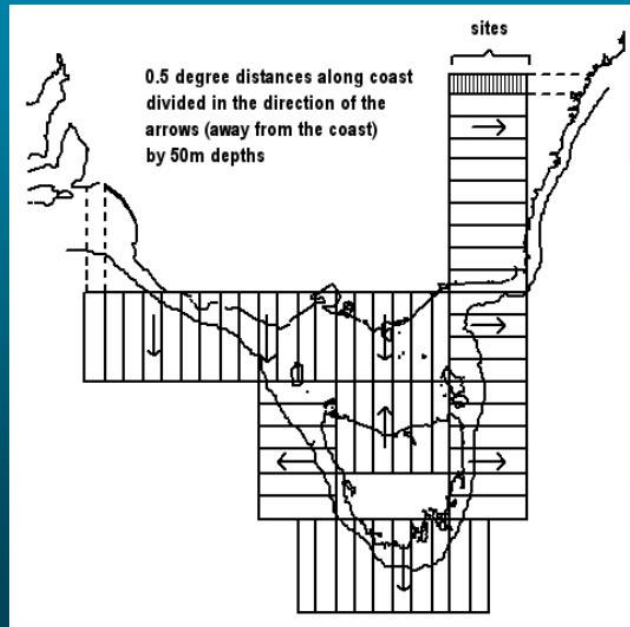 sites
0.5 degree distances along coast
divided in the direction of the
arrows (away from the coast)
by 50m depths